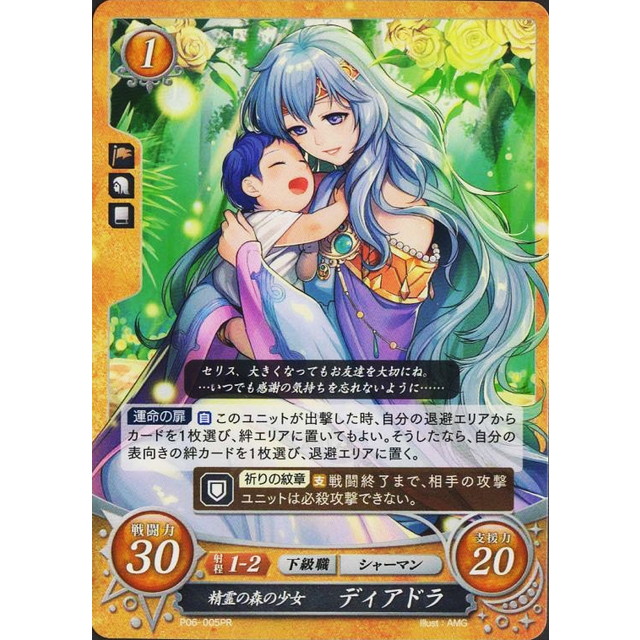 1
セリス、大きくなってもお友達を大切にね。
…いつでも感謝の気持ちを忘れないように……
運命の扉 自 このユニットが出撃した時、自分の退避エリアから
カードを1枚選び、絆エリアに置いてもよい。そうしたなら、自分の
表向きの絆カードを1枚選び、退避エリアに置く。
祈りの紋章 支 戦闘終了まで、相手の攻撃
ユニットは必殺攻撃できない。
戦闘力
30
射程 1-2 下級職 シャーマン
支援力
20
精霊の森の少女 ディアドラ
P06-005PR
Illust : AMG